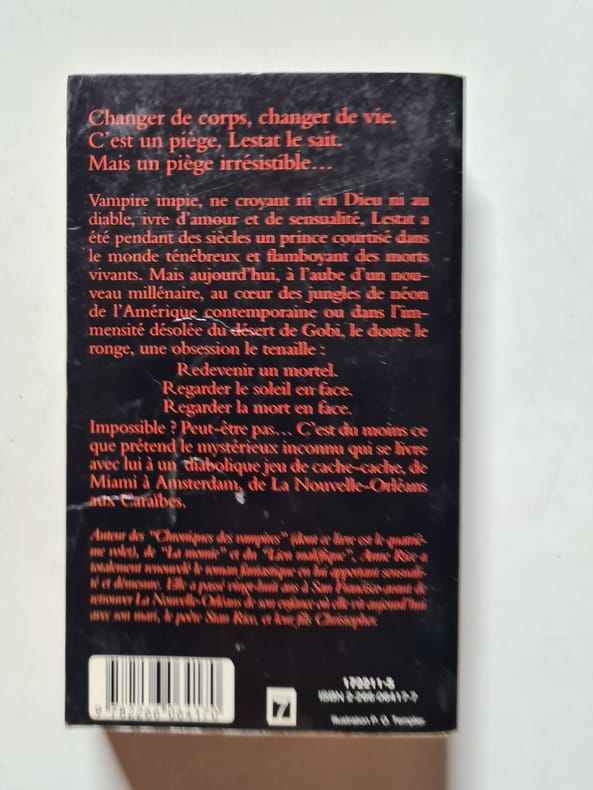 Changer de corps, changer de vie.
C'est un piège, Lestat le sait.
Mais un piège irrésistible...
Vampire impie, ne croyant ni en Dieu ni au
diable, ivre d'amour et de sensualité, Lestat a
été pendant des siècles un prince courtisé dans
le monde ténébreux et flamboyant des morts
vivants. Mais aujourd'hui, à l'aube d'un nou-
veau millénaire, au cœur des jungles de néon
de l'Amérique contemporaine ou dans l'im-
mensité désolée du désert de Gobi, le doute le
ronge, une obsession le tenaille :
Redevenir un mortel.
Regarder le soleil en face.
Regarder la mort en face.
Impossible ? Peut-être pas... C'est du moins ce
que prétend le mystérieux inconnu qui se livre
avec lui à un diabolique jeu de cache-cache, de
Miami à Amsterdam, de La Nouvelle-Orléans
aux Caraïbes.
Auteur des "Chroniques des vampires" (dont ce livre est le quatriè-
me volet), de "La momie" et du "Lien maléfique", Anne Rice a
totalement renouvelé le roman fantastique en lui apportant sensuali-
té et démesure. Elle a passé vingt-huit ans à San Francisco avant de
retrouver La Nouvelle-Orléans de son enfance où elle vit aujourd'hui
avec son mari, le poète Stan Rice, et leur fils Christopher.
ISBN 2-266-06417-7
7
Illustration P. G. Temples